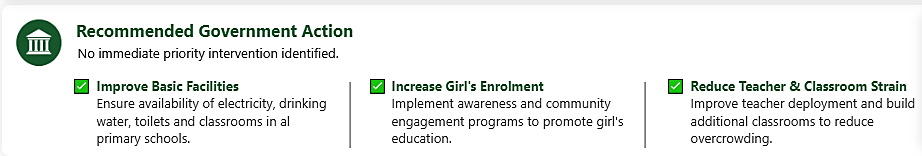 Recommended Government Action
No immediate priority intervention identified.
Improve Basic Facilities
Ensure availability of electricity, drinking
water, toilets and classrooms in al
primary schools.
Increase Girl's Enrolment
Implement awareness and community
engagement programs to promote girl's
education.
Reduce Teacher & Classroom Strain
Improve teacher deployment and build
additional classrooms to reduce
overcrowding.